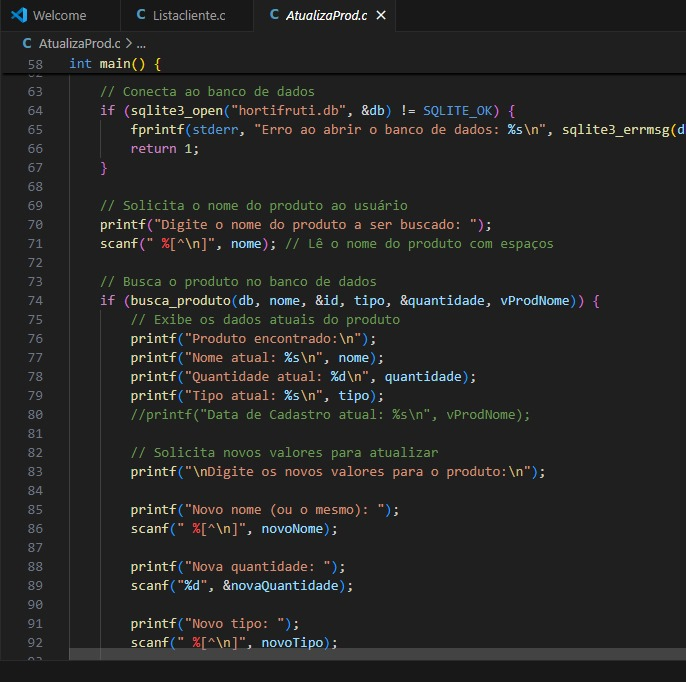 Welcome
C Listacliente.c
C AtualizaProd.c ✕
C AtualizaProd.c > ...
58 int main() {
63 // Conecta ao banco de dados
64 if (sqlite3_open("hortifruti.db", &db) != SQLITE_OK) {
65 fprintf(stderr, "Erro ao abrir o banco de dados: %s\n", sqlite3_errmsg(d
66 return 1;
67 }
68
69 // Solicita o nome do produto ao usuário
70 printf("Digite o nome do produto a ser buscado: ");
71 scanf(" %[^\n]", nome); // Lê o nome do produto com espaços
72
73 // Busca o produto no banco de dados
74 if (busca_produto(db, nome, &id, tipo, &quantidade, vProdNome)) {
75 // Exibe os dados atuais do produto
76 printf("Produto encontrado:\n");
77 printf("Nome atual: %s\n", nome);
78 printf("Quantidade atual: %d\n", quantidade);
79 printf("Tipo atual: %s\n", tipo);
80 //printf("Data de Cadastro atual: %s\n", vProdNome);
81
82 // Solicita novos valores para atualizar
83 printf("\nDigite os novos valores para o produto:\n");
84
85 printf("Novo nome (ou o mesmo): ");
86 scanf(" %[^\n]", novoNome);
87
88 printf("Nova quantidade: ");
89 scanf("%d", &novaQuantidade);
90
91 printf("Novo tipo: ");
92 scanf(" %[^\n]", novoTipo);